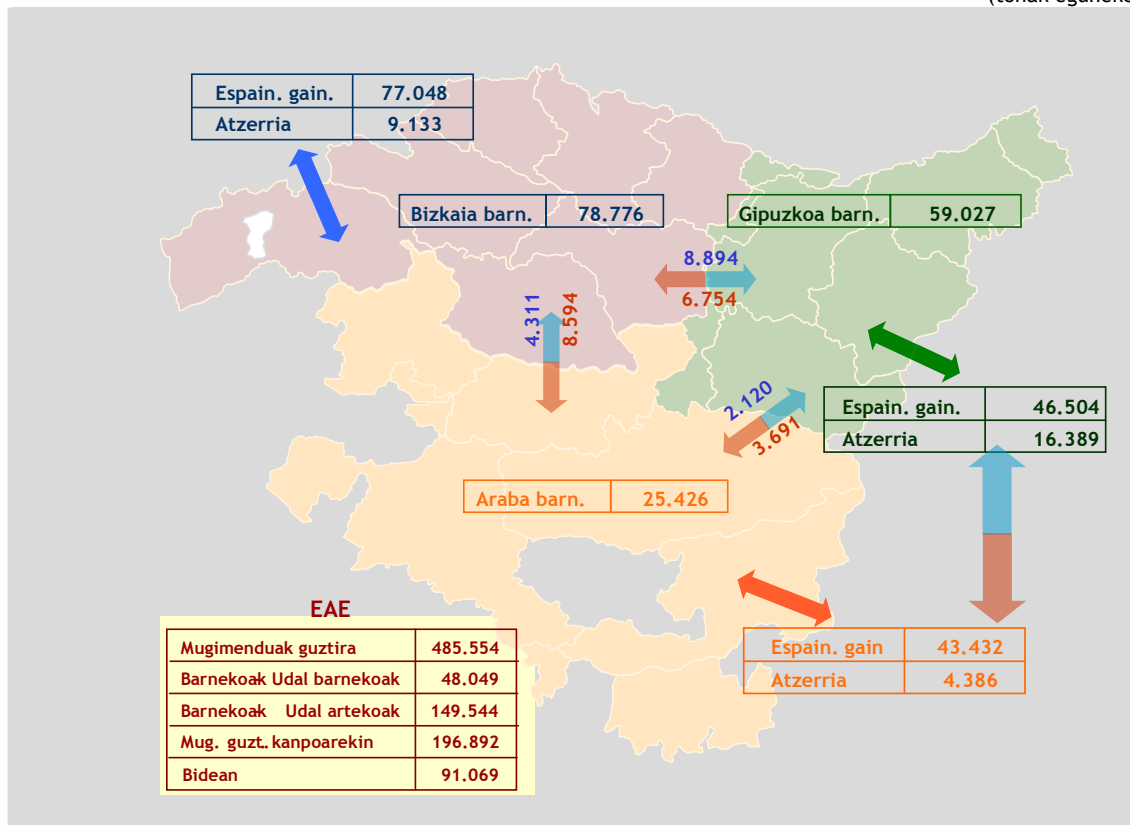 (tonak eguneko
Espain. gain. 77.048
Atzerria 9.133
Bizkaia barn. 78.776
Gipuzkoa barn. 59.027
8.894
6.754
4.311
8.594
2.120
3.691
Espain. gain. 46.504
Atzerria 16.389
Araba barn. 25.426
Espain. gain 43.432
Atzerria 4.386
EAE
Mugimenduak guztira 485.554
Barnekoak- Udal barnekoak 48.049
Barnekoak- Udal artekoak 149.544
Mug. guzt. kanpoarekin 196.892
Bidean 91.069